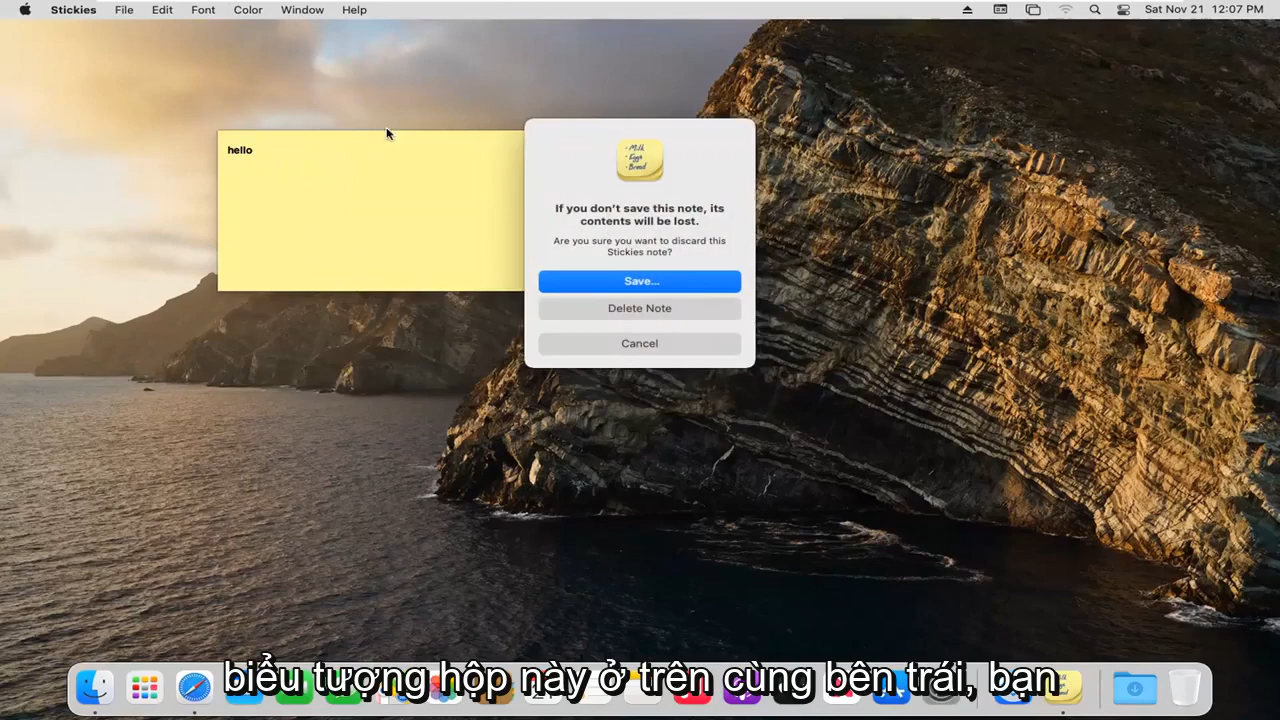 Stickies File Edit Font Color Window Help Sat Nov 21 12:07 PM
hello
Milk
Eggs
Bread
If you don't save this note, its
contents will be lost.
Are you sure you want to discard this
Stickies note?
Save...
Delete Note
Cancel
biểu tượng hộp này ở trên cùng bên trái, bạn